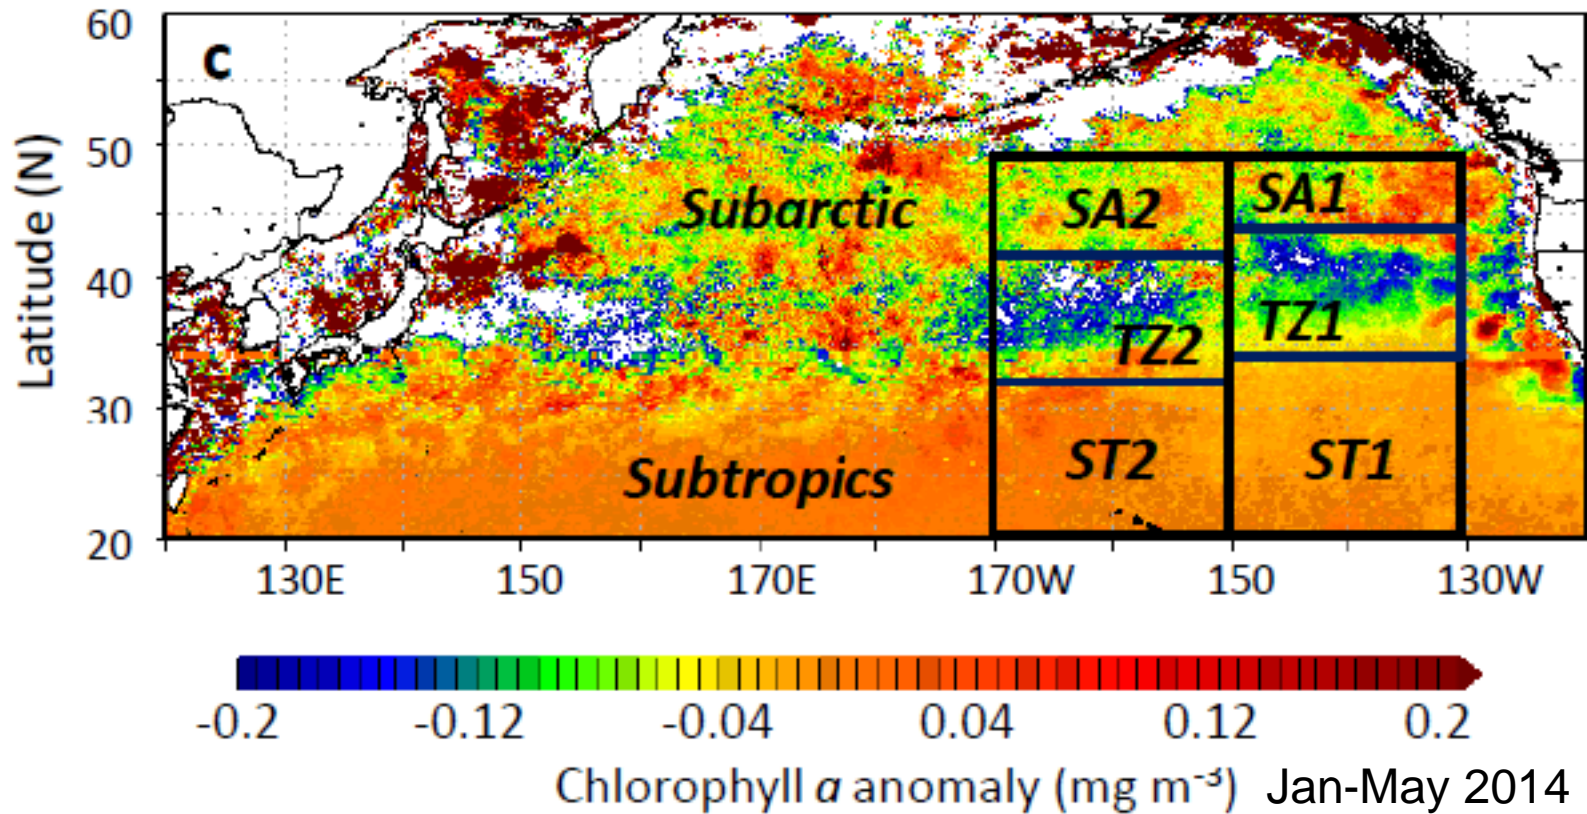 60
c
50
Latitude (N)
Subarctic
SA2
SA1
40
TZ1
TZ2
30
ST2
ST1
Subtropics
20
130E 150 170E 170W 150 130W
-0.2 -0.12 -0.04 0.04 0.12 0.2
Chlorophyll a anomaly (mg m⁻³) Jan-May 2014